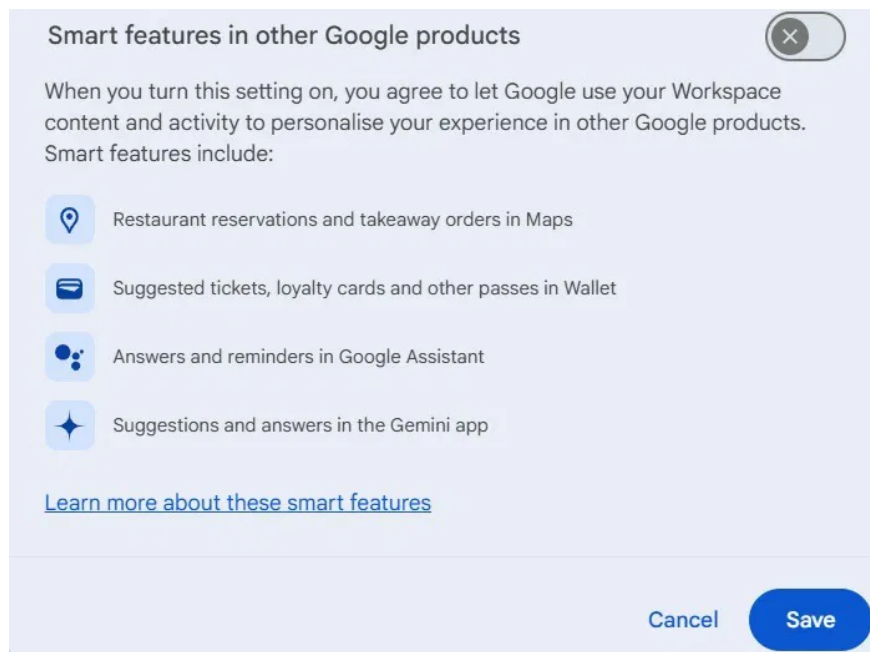 Smart features in other Google products
When you turn this setting on, you agree to let Google use your Workspace
content and activity to personalise your experience in other Google products.
Smart features include:
Restaurant reservations and takeaway orders in Maps
Suggested tickets, loyalty cards and other passes in Wallet
Answers and reminders in Google Assistant
Suggestions and answers in the Gemini app
Learn more about these smart features
Cancel Save